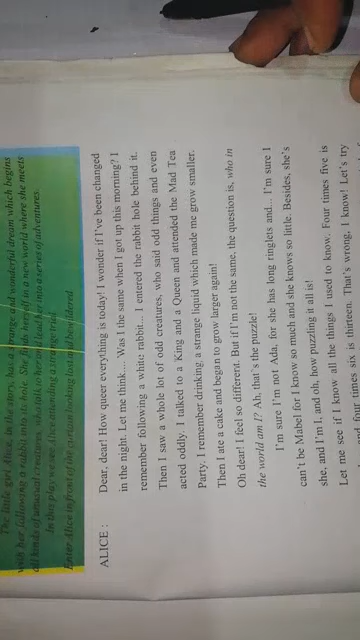 The little girl Alice, in the story, has a strange and wonderful dream which begins
with her following a rabbit into its hole. She finds herself in a new world where she meets
all kinds of unusual creatures, who talk to her and lead her into a series of adventures.
In this play we see Alice attending a strange trial.
Enter Alice in front of the curtain looking lost and bewildered
ALICE : Dear, dear! How queer everything is today! I wonder if I've been changed
in the night. Let me think.... Was I the same when I got up this morning? I
remember following a white rabbit... I entered the rabbit hole behind it.
Then I saw a whole lot of odd creatures, who said odd things and even
acted oddly. I talked to a King and a Queen and attended the Mad Tea
Party. I remember drinking, a strange liquid which made me grow smaller.
Then I ate a cake and began to grow larger again!
Oh dear! I feel so different. But if I'm not the same, the question is, who in
the world am I? Ah, that's the puzzle!
I'm sure I'm not Ada, for she has long ringlets and... I'm sure I
can't be Mabel for I know so much and she knows so little. Besides, she's
she, and I'm I, and oh, how puzzling it all is!
Let me see if I know all the things I used to know. Four times five is
and four times six is thirteen. That's wrong, I know! Let's try